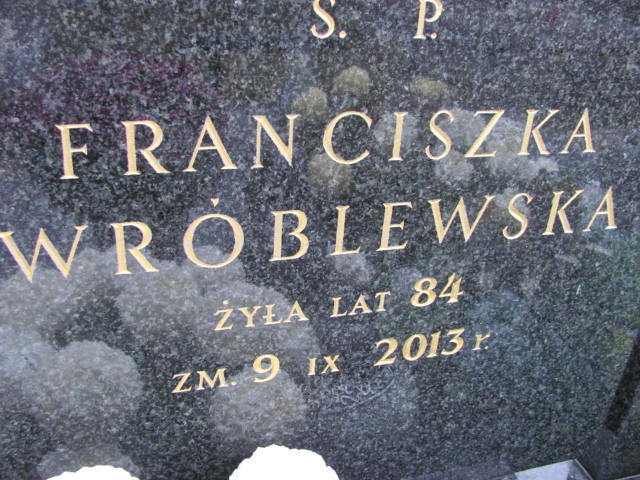 S. P.
FRANCISZKA
WRÓBLEWSKA
ŻYŁA LAT 84
ZM. 9 IX 2013 r.